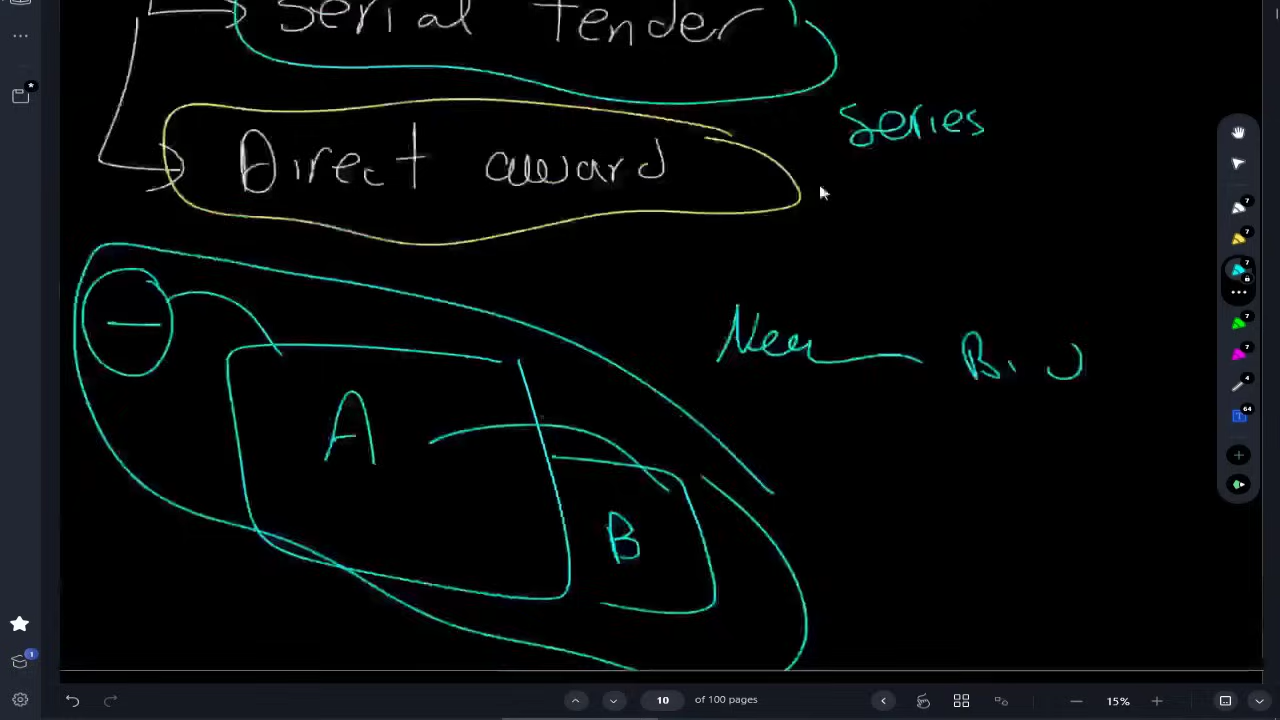 Serial Tender
Series
Direct award
A
B
10 of 100 pages
15%